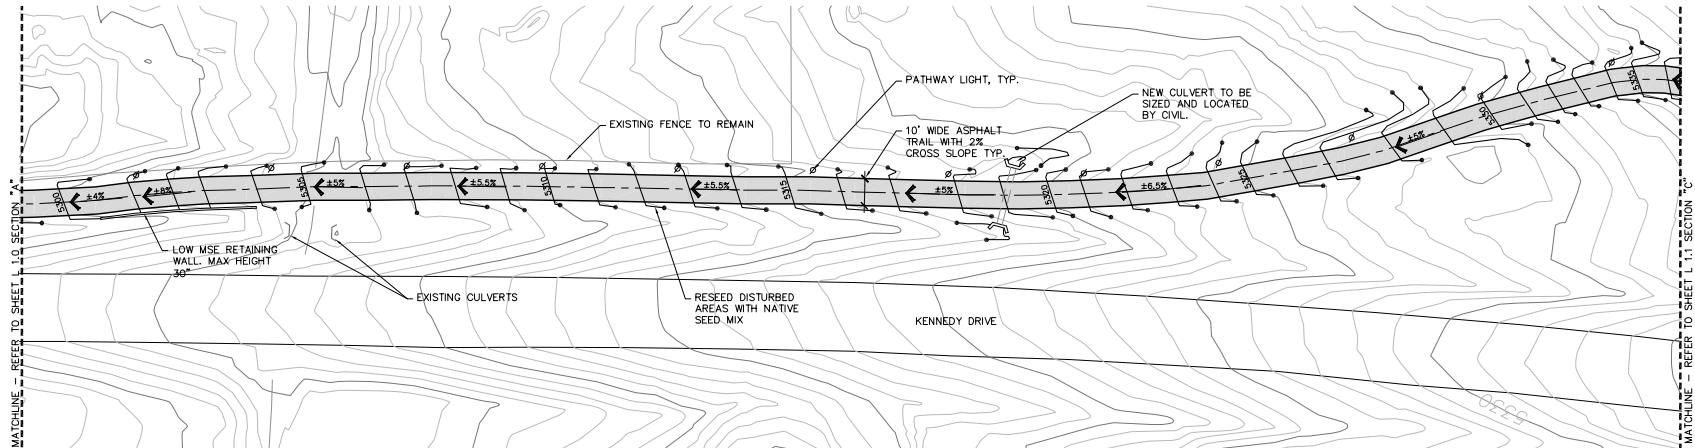 PATHWAY LIGHT, TYP.
NEW CULVERT TO BE
SIZED AND LOCATED
BY CIVIL.
EXISTING FENCE TO REMAIN
10' WIDE ASPHALT
TRAIL WITH 2%
CROSS SLOPE TYP.
5300
±4%
±8%
5305
±5%
±5.5%
5310
±5.5%
5315
±5%
5320
±6.5%
5325
±5%
5330
5335
LOW MSE RETAINING
WALL. MAX HEIGHT
30"
EXISTING CULVERTS
RESEED DISTURBED
AREAS WITH NATIVE
SEED MIX
KENNEDY DRIVE
5330
MATCHLINE - REFER TO SHEET L 1.0 SECTION "A"
MATCHLINE - REFER TO SHEET L 1.1 SECTION "C"